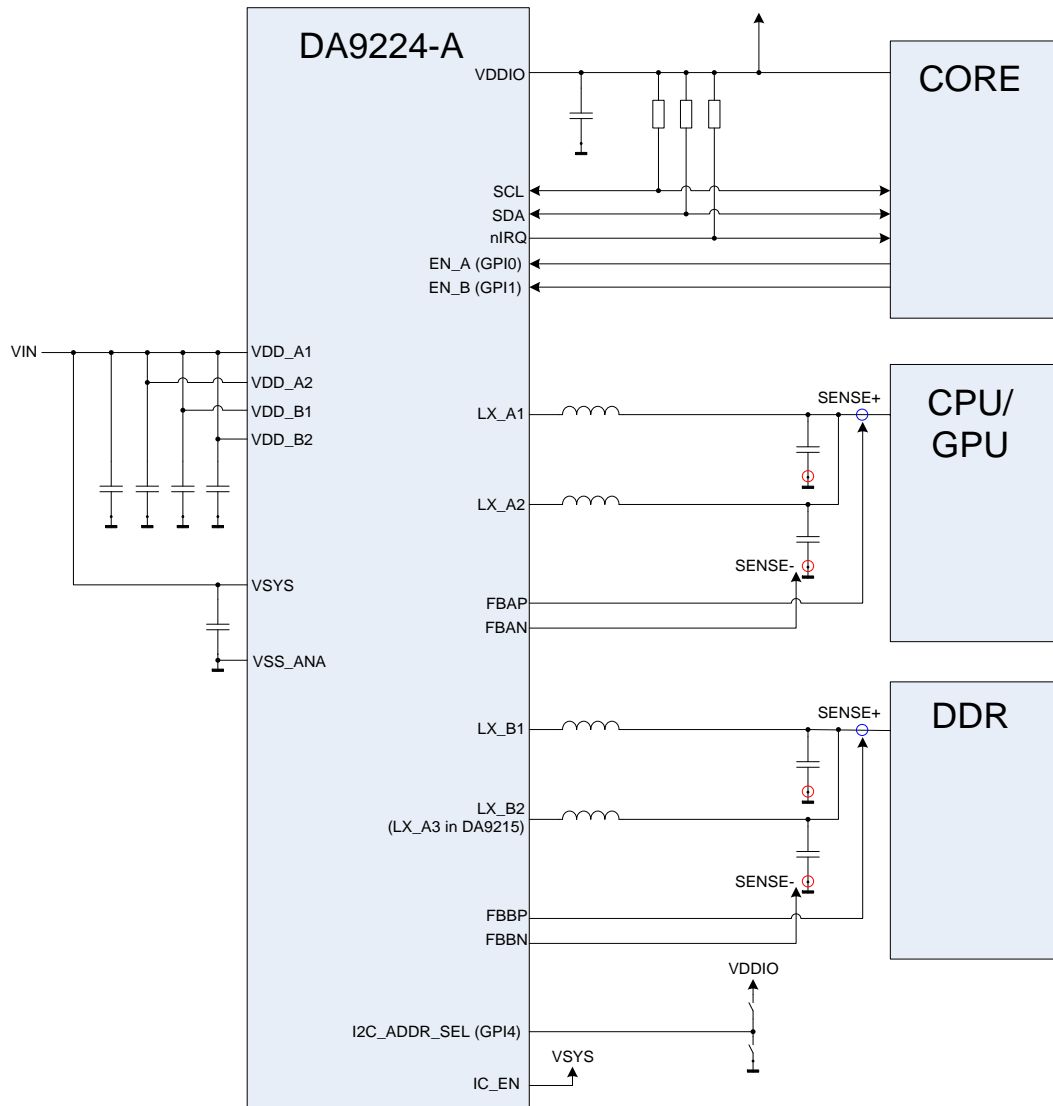 DA9224-A
VDDIO
CORE
SCL
SDA
nIRQ
EN_A (GPI0)
EN_B (GPI1)
VIN
VDD_A1
VDD_A2
VDD_B1
VDD_B2
LX_A1
SENSE+
CPU/
GPU
LX_A2
SENSE-
VSYS
FBAP
FBAN
VSS_ANA
LX_B1
SENSE+
DDR
LX_B2
(LX_A3 in DA9215)
SENSE-
FBBP
FBBN
VDDIO
I2C_ADDR_SEL (GPI4)
VSYS
IC_EN